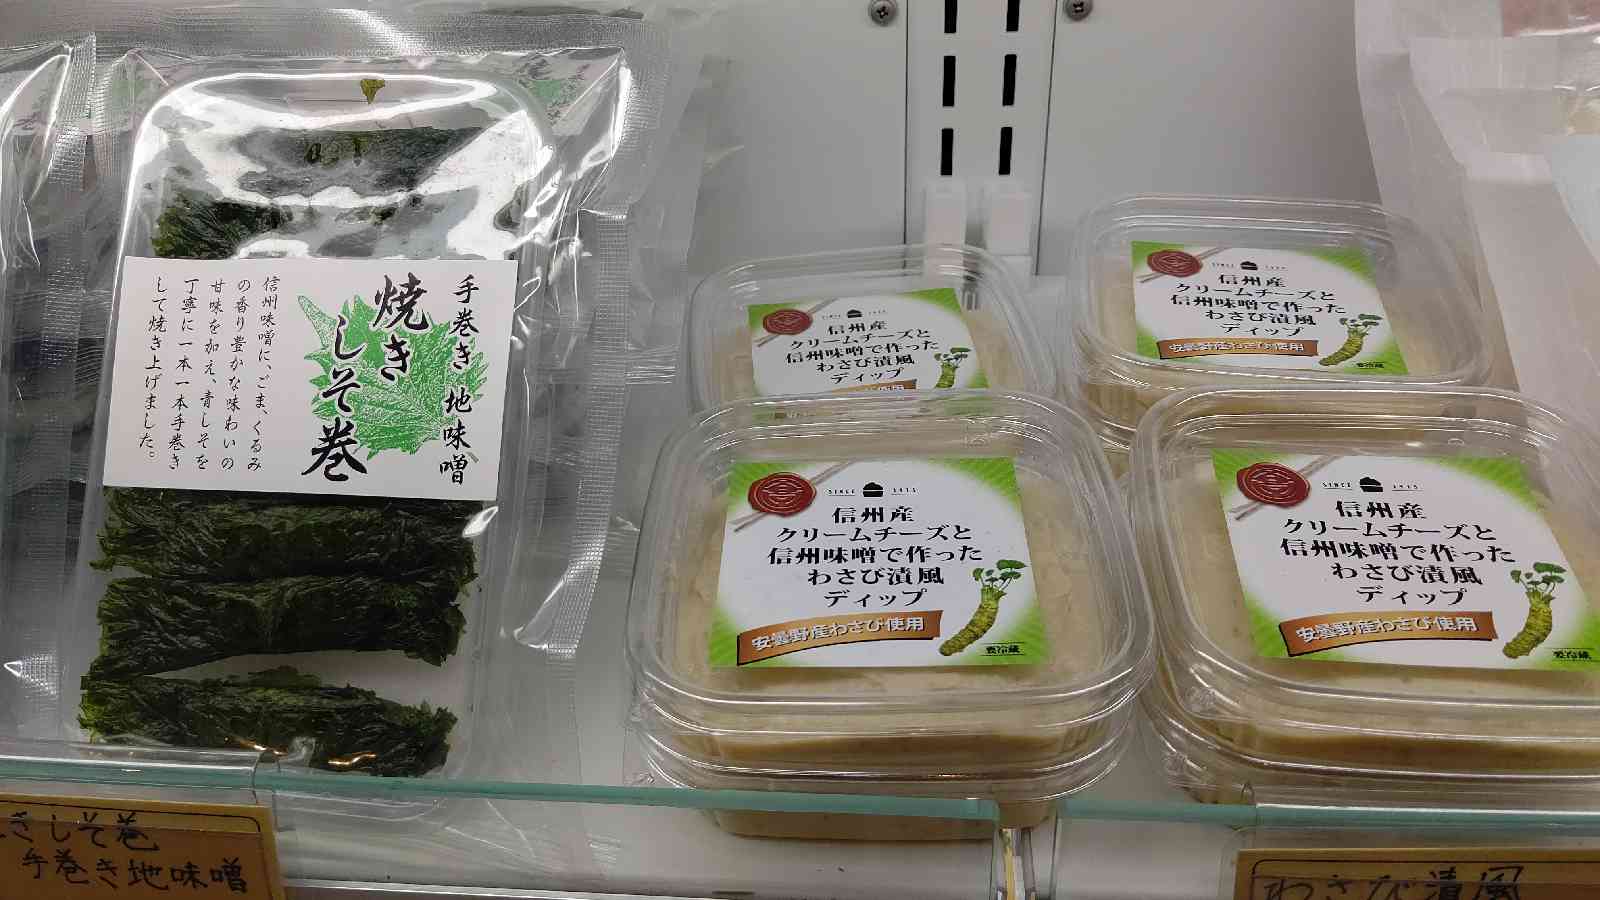 手巻き 地味噌
焼き
しそ巻
信州味噌に、ごま、くるみ
の香り豊かな味わいの
甘味を加え、青しそを
丁寧に一本一本手巻き
して焼き上げました。
信州産
クリームチーズと
信州味噌で作った
わさび漬風
ディップ
使用
信州産
クリームチーズと
信州味噌で作った
わさび漬風
ディップ
安曇野産わさび使用
要冷蔵
SINCE 1915
信州産
クリームチーズと
信州味噌で作った
わさび漬風
ディップ
安曇野産わさび使用
要冷蔵
SINCE 1915
信州産
クリームチーズと
信州味噌で作った
わさび漬風
ディップ
安曇野産わさび使用
要冷蔵
きしそ巻
手巻き地味噌
わさび漬風